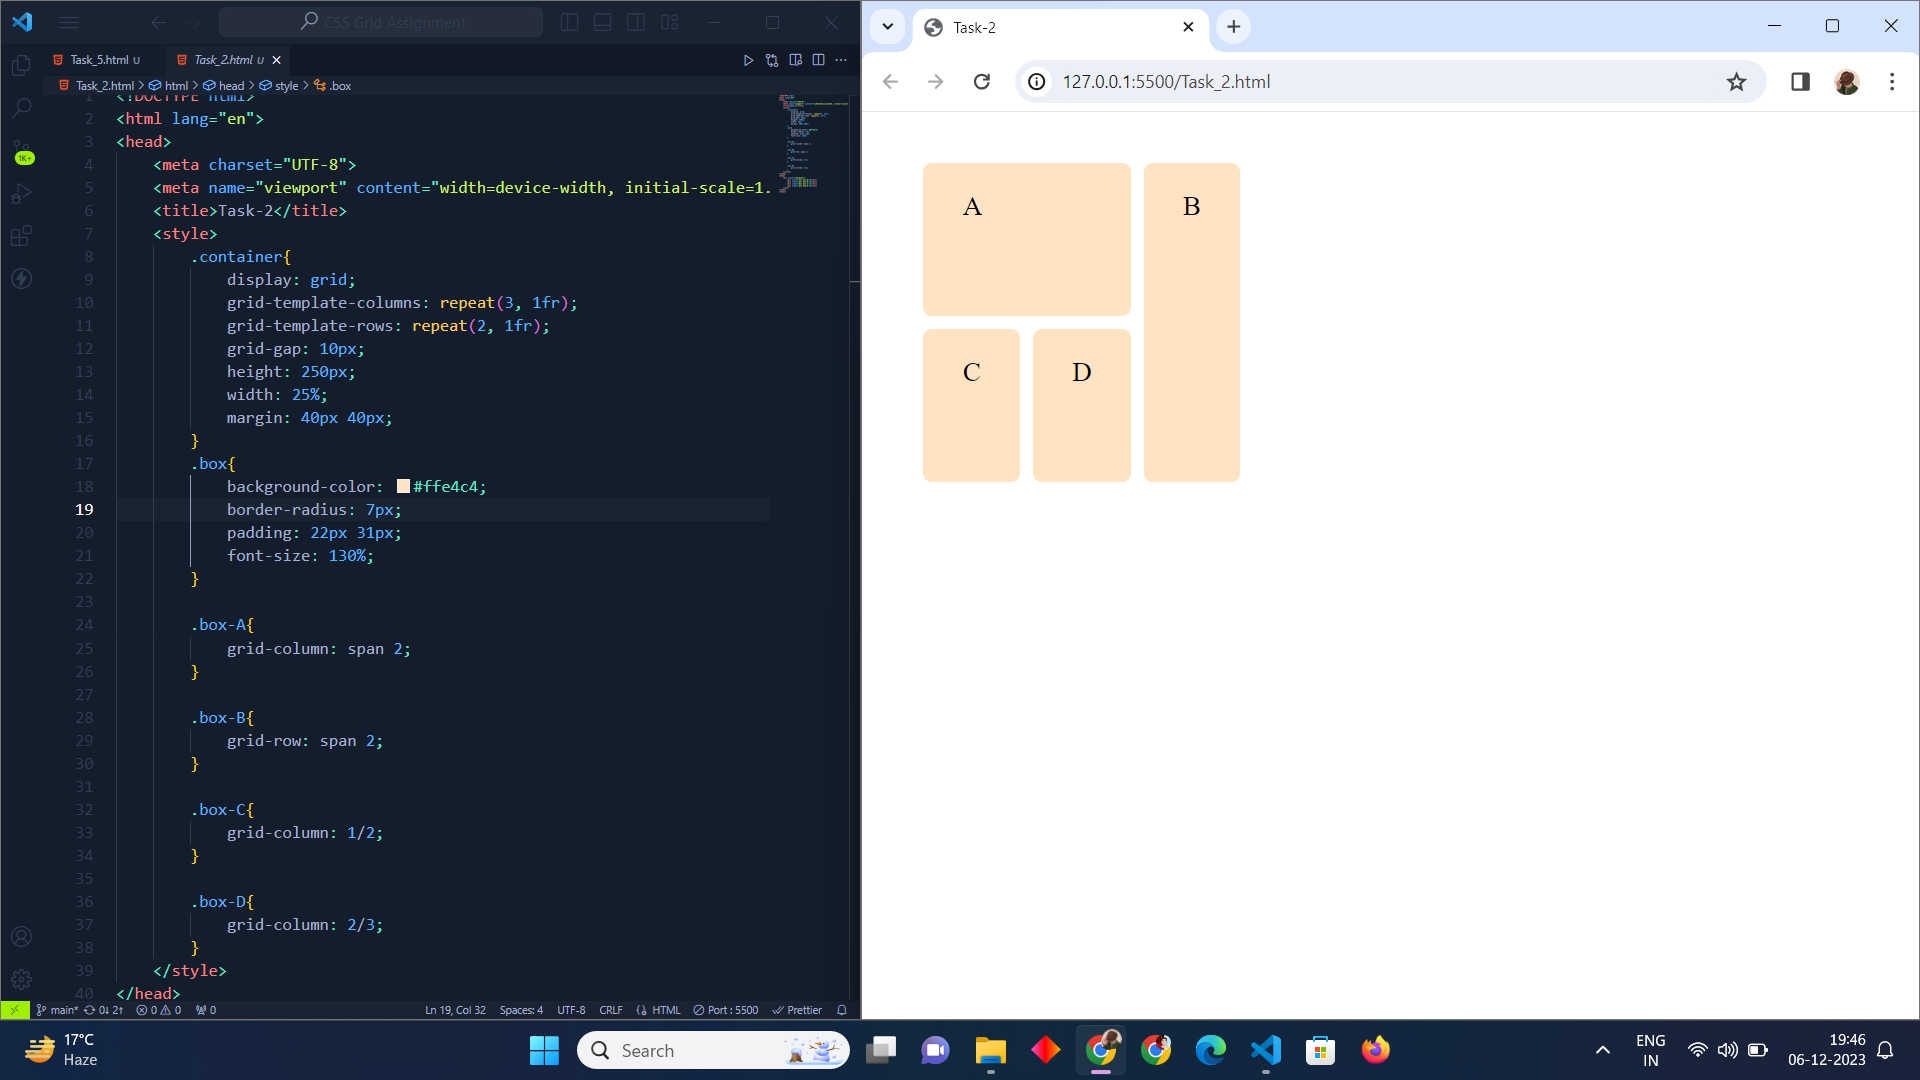 CSS Grid Assignment
Task_5.html U
Task_2.html U
Task_2.html > html > head > style > .box
1 <!DOCTYPE html>
2 <html lang="en">
3 <head>
4 <meta charset="UTF-8">
5 <meta name="viewport" content="width=device-width, initial-scale=1.
6 <title>Task-2</title>
7 <style>
8 .container{
9 display: grid;
10 grid-template-columns: repeat(3, 1fr);
11 grid-template-rows: repeat(2, 1fr);
12 grid-gap: 10px;
13 height: 250px;
14 width: 25%;
15 margin: 40px 40px;
16 }
17 .box{
18 background-color: #ffe4c4;
19 border-radius: 7px;
20 padding: 22px 31px;
21 font-size: 130%;
22 }
23
24 .box-A{
25 grid-column: span 2;
26 }
27
28 .box-B{
29 grid-row: span 2;
30 }
31
32 .box-C{
33 grid-column: 1/2;
34 }
35
36 .box-D{
37 grid-column: 2/3;
38 }
39 </style>
40 </head>
1K+
main* 0↓ 2↑ 0 0 0 Ln 19, Col 32 Spaces: 4 UTF-8 CRLF HTML Port : 5500 Prettier
Task-2
127.0.0.1:5500/Task_2.html
A
B
C
D
17°C
Haze
Search
ENG
IN
19:46
06-12-2023